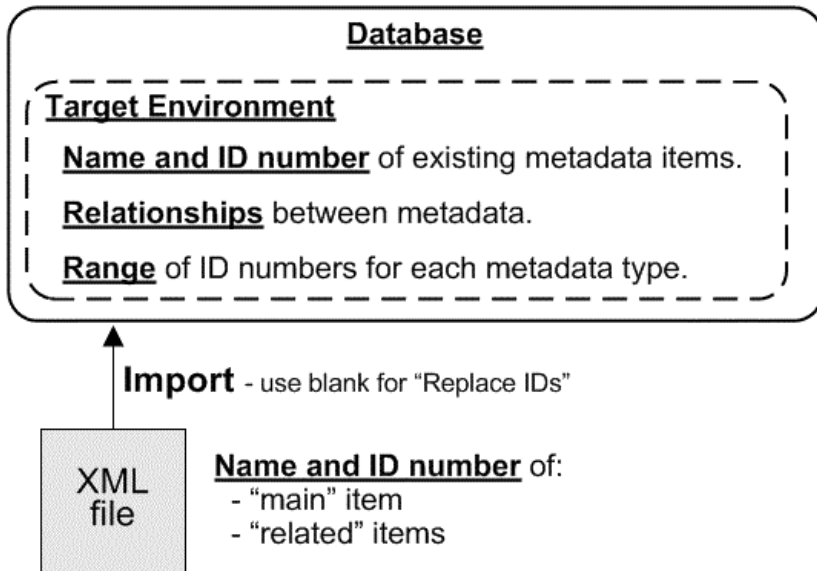 Database
Target Environment
Name and ID number of existing metadata items.
Relationships between metadata.
Range of ID numbers for each metadata type.
Import - use blank for “Replace IDs”
XML
file
Name and ID number of:
- “main” item
- “related” items